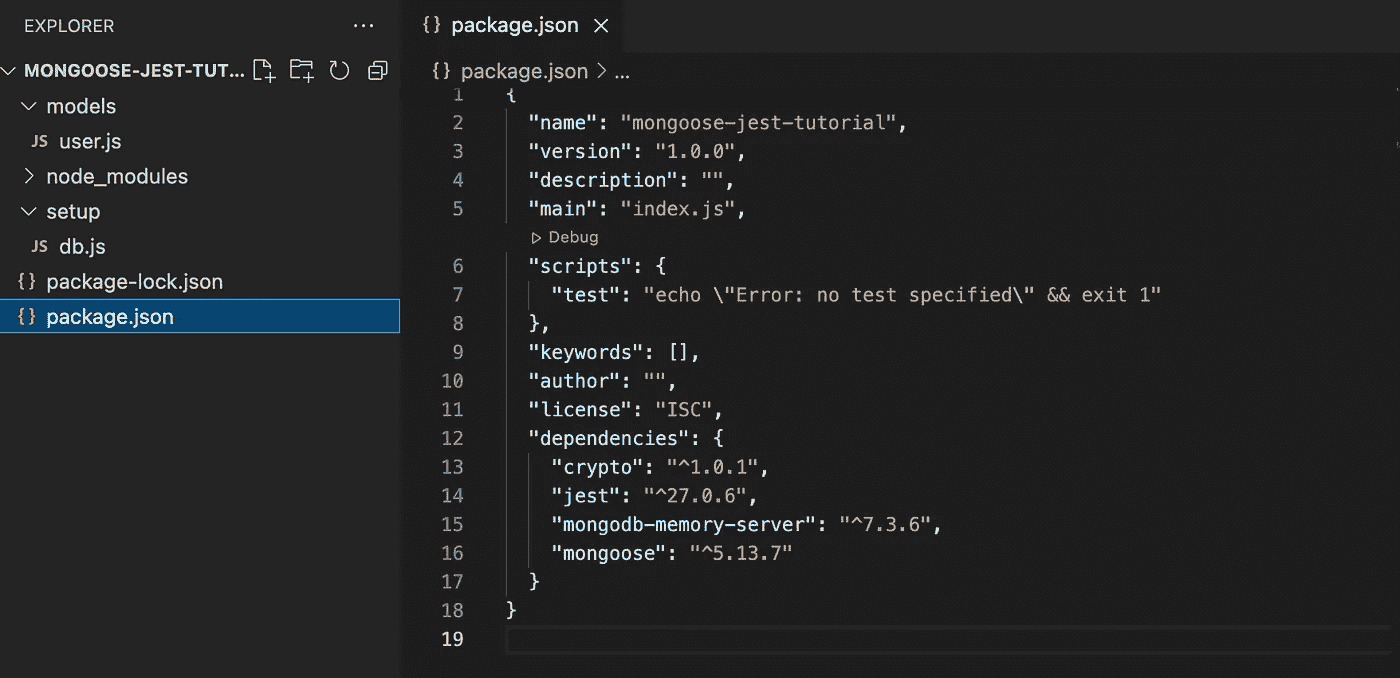 EXPLORER
MONGOOSE-JEST-TUT...
models
JS user.js
node_modules
setup
JS db.js
{} package-lock.json
{} package.json
{} package.json
{} package.json > ...
1 {
2 "name": "mongoose-jest-tutorial",
3 "version": "1.0.0",
4 "description": "",
5 "main": "index.js",
Debug
6 "scripts": {
7 "test": "echo \"Error: no test specified\" && exit 1"
8 },
9 "keywords": [],
10 "author": "",
11 "license": "ISC",
12 "dependencies": {
13 "crypto": "^1.0.1",
14 "jest": "^27.0.6",
15 "mongodb-memory-server": "^7.3.6",
16 "mongoose": "^5.13.7"
17 }
18 }
19